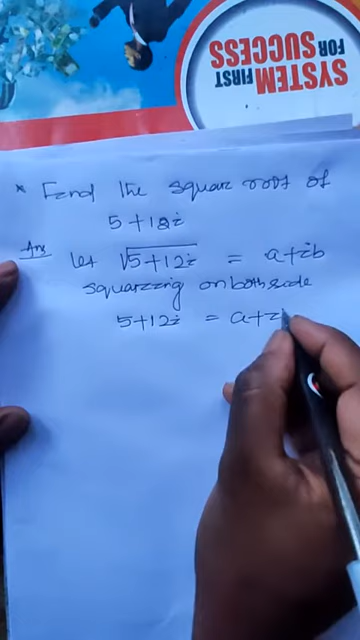 SYSTEM FIRST
FOR SUCCESS
* Find the square root of
5+12i
Ans let √5+12i = a+ib
squarzing on both side
5+12i = a+i